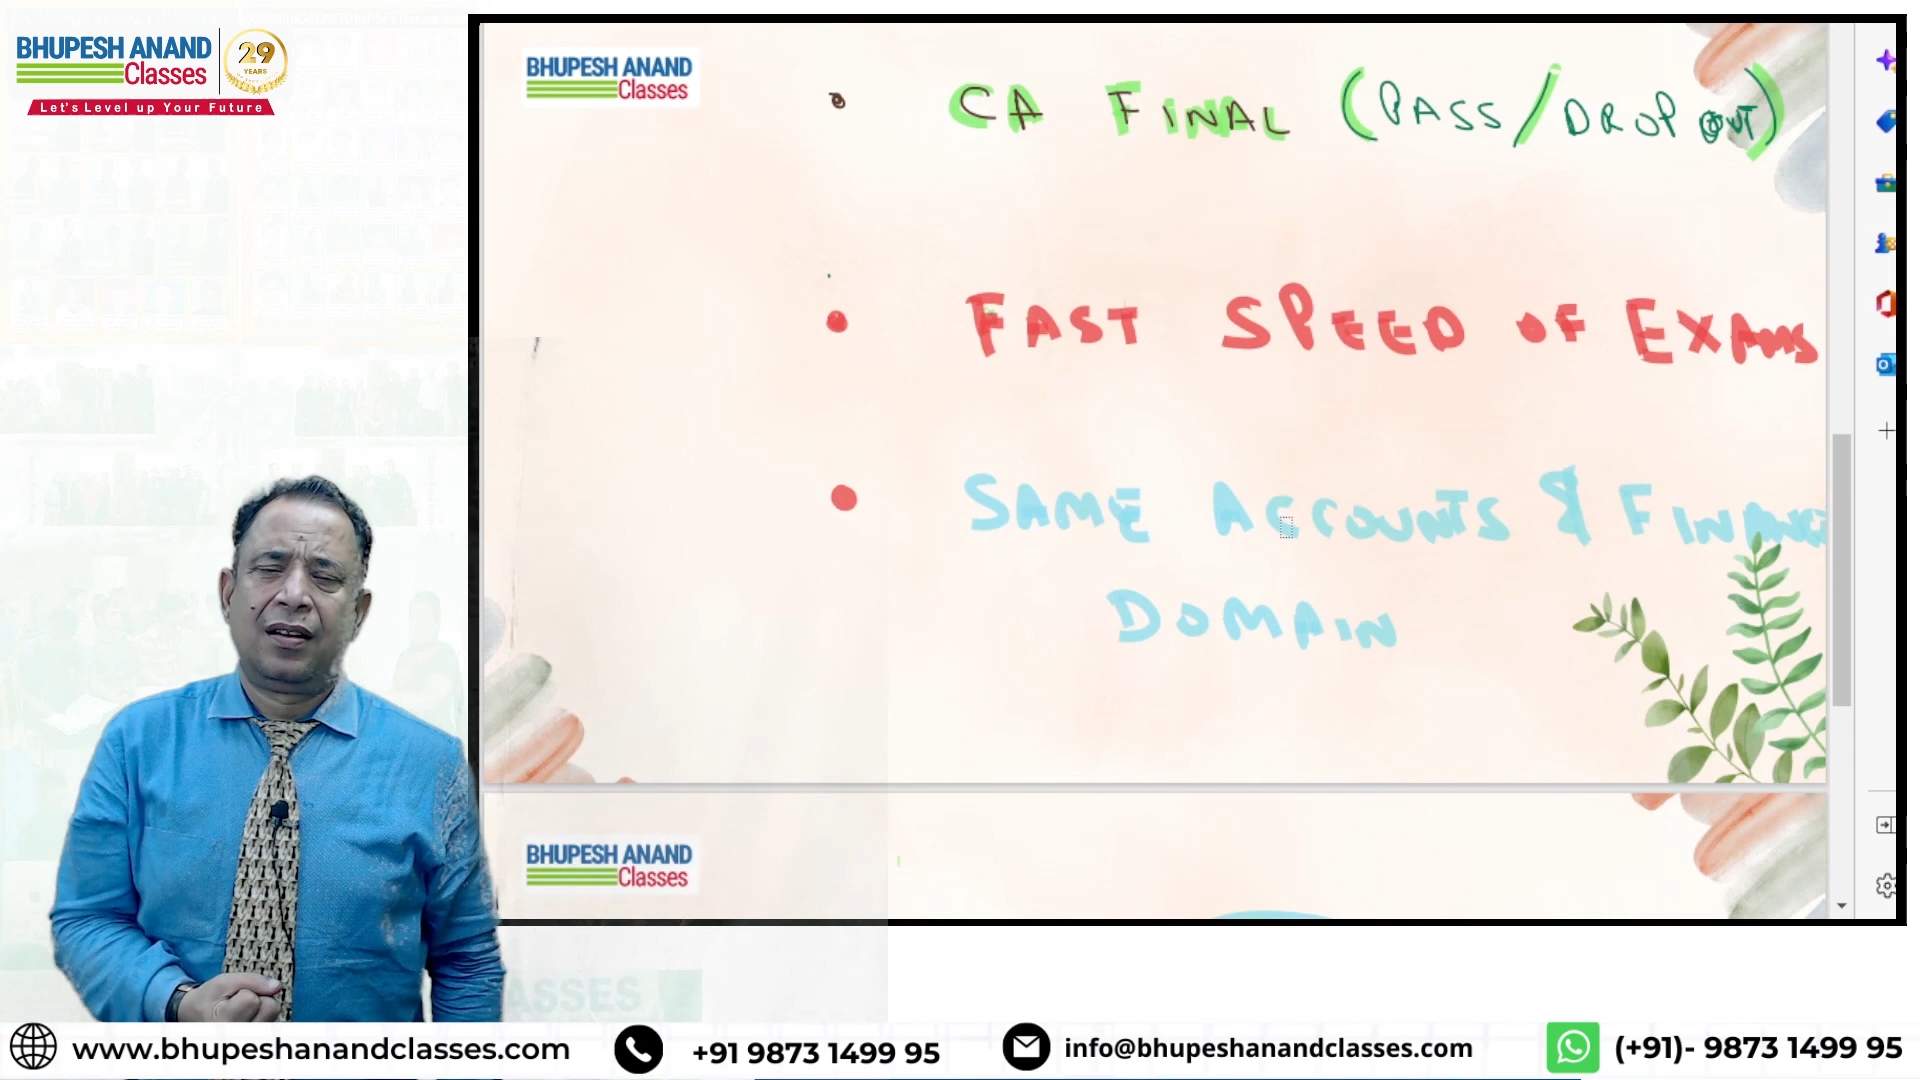 BHUPESH ANAND
Classes
29
YEARS
Let's Level up Your Future
BHUPESH ANAND
Classes
• CA FINAL (PASS/DROP OUT)
• FAST SPEED OF EXAMS
• SAME ACCOUNTS & FINANC
DOMAIN
BHUPESH ANAND
Classes
ASSES
www.bhupeshanandclasses.com
+91 9873 1499 95
info@bhupeshanandclasses.com
(+91)- 9873 1499 95